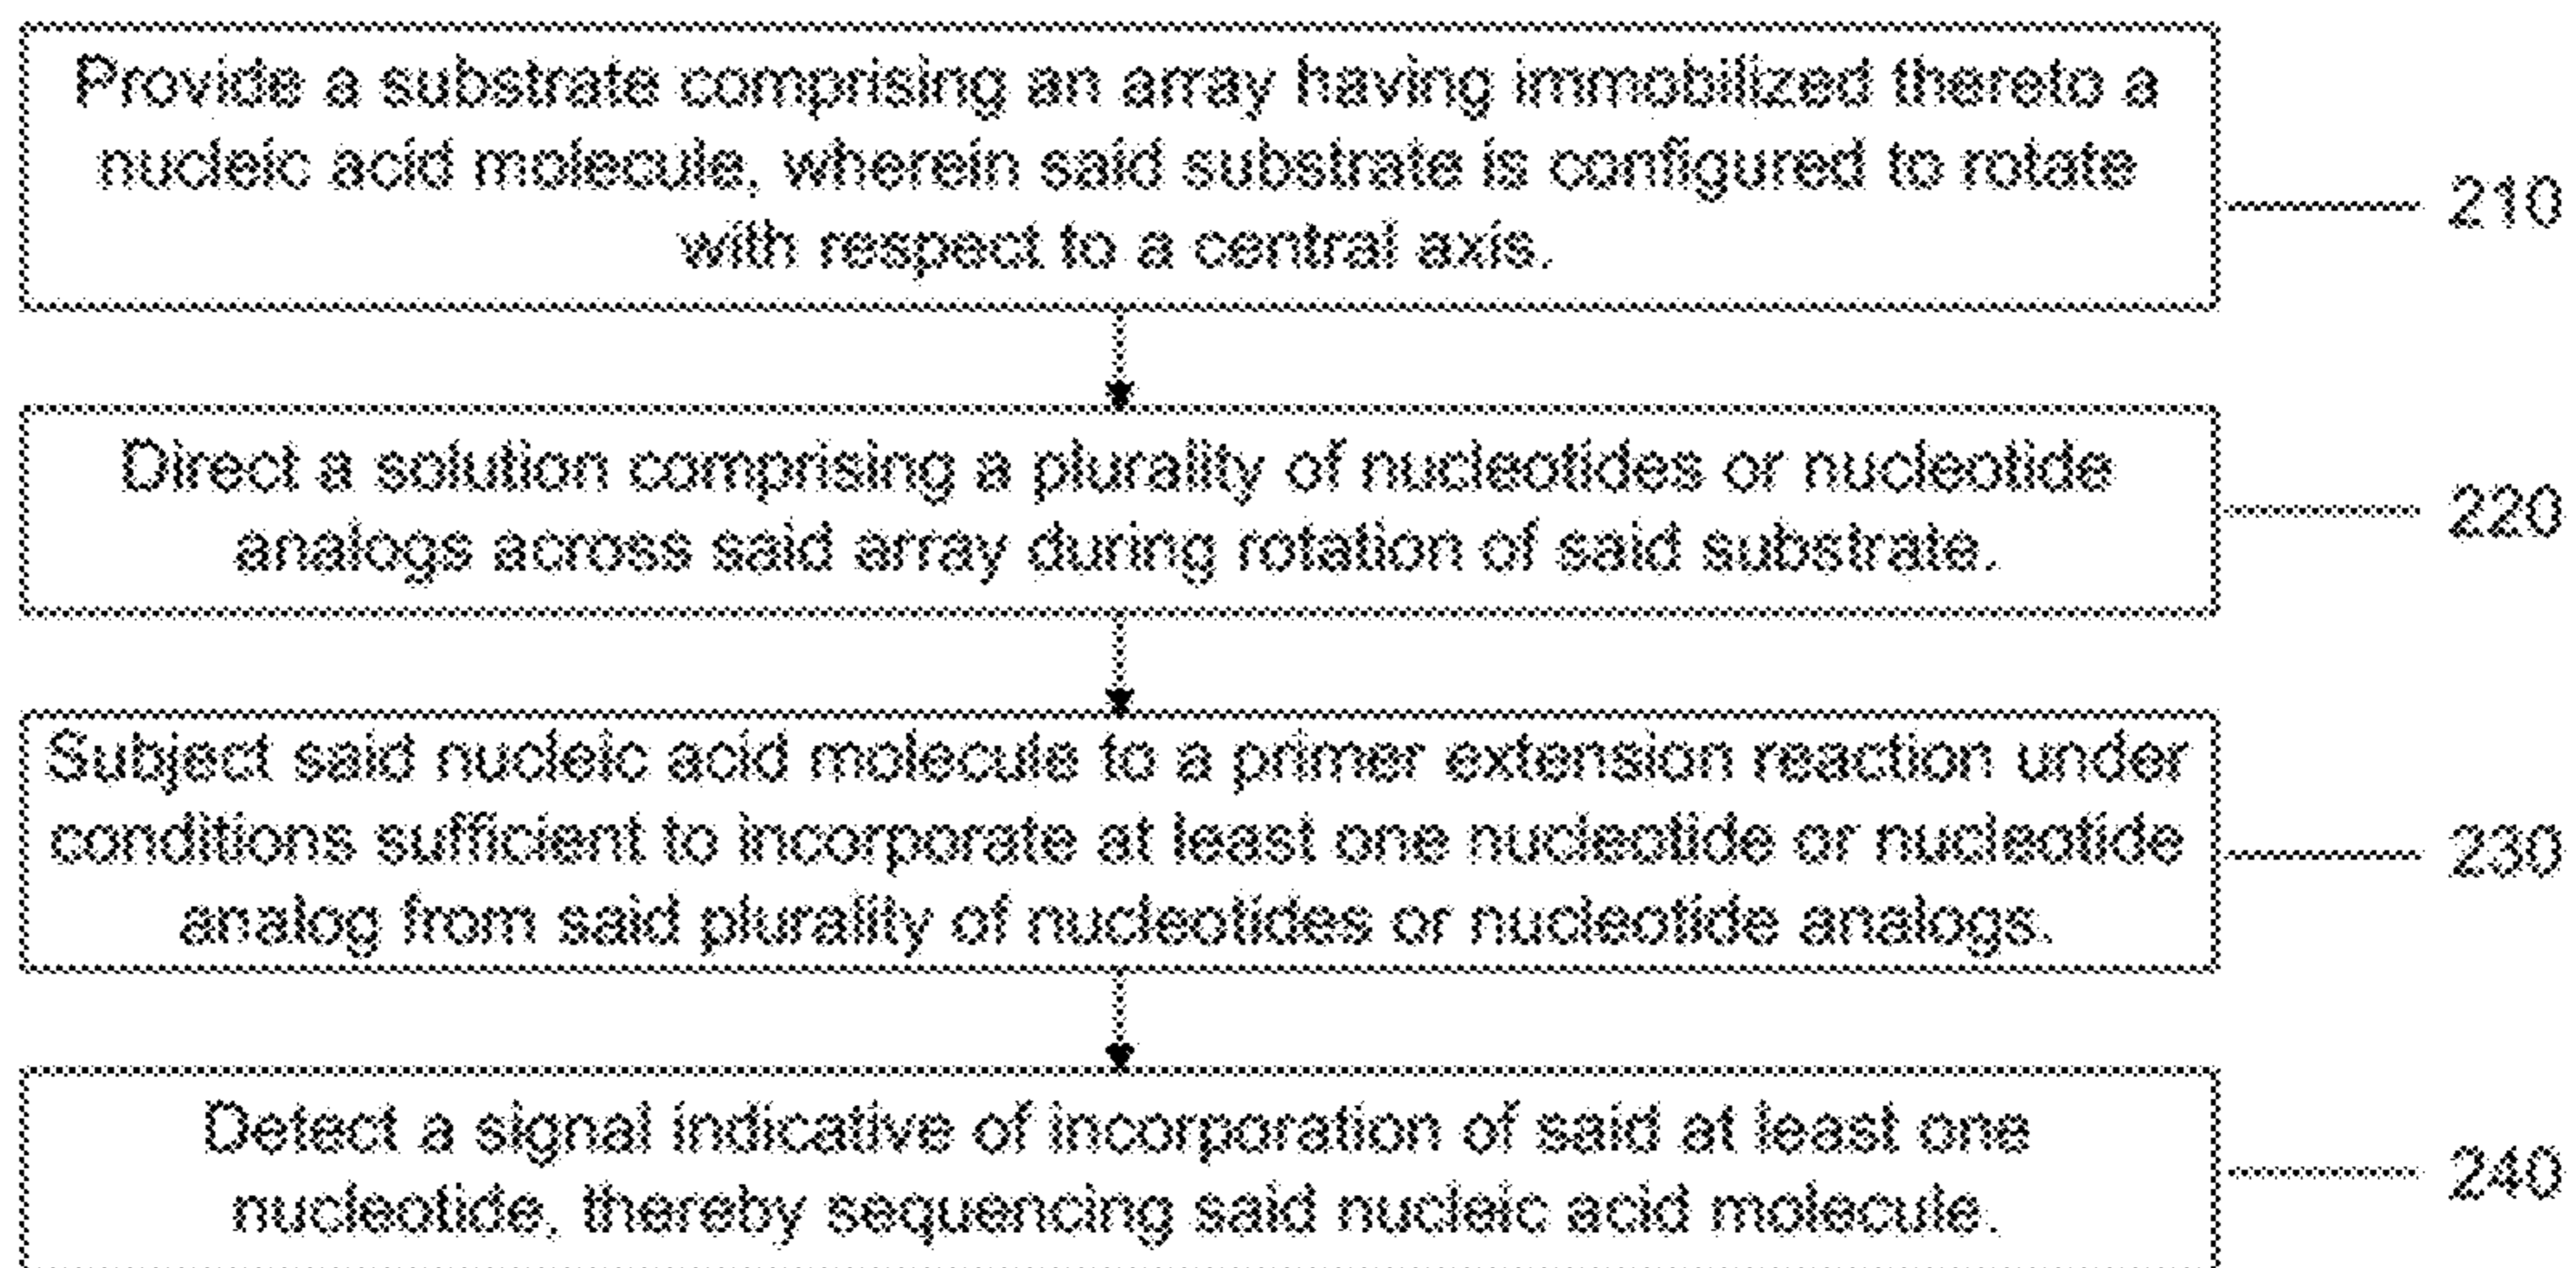 Provide a substrate comprising an array having immobilized thereto a
nucleic acid molecule, wherein said substrate is configured to rotate
with respect to a central axis.
210
Direct a solution comprising a plurality of nucleotides or nucleotide
analogs across said array during rotation of said substrate.
220
Subject said nucleic acid molecule to a primer extension reaction under
conditions sufficient to incorporate at least one nucleotide or nucleotide
analog from said plurality of nucleotides or nucleotide analogs.
230
Detect a signal indicative of incorporation of said at least one
nucleotide, thereby sequencing said nucleic acid molecule.
240